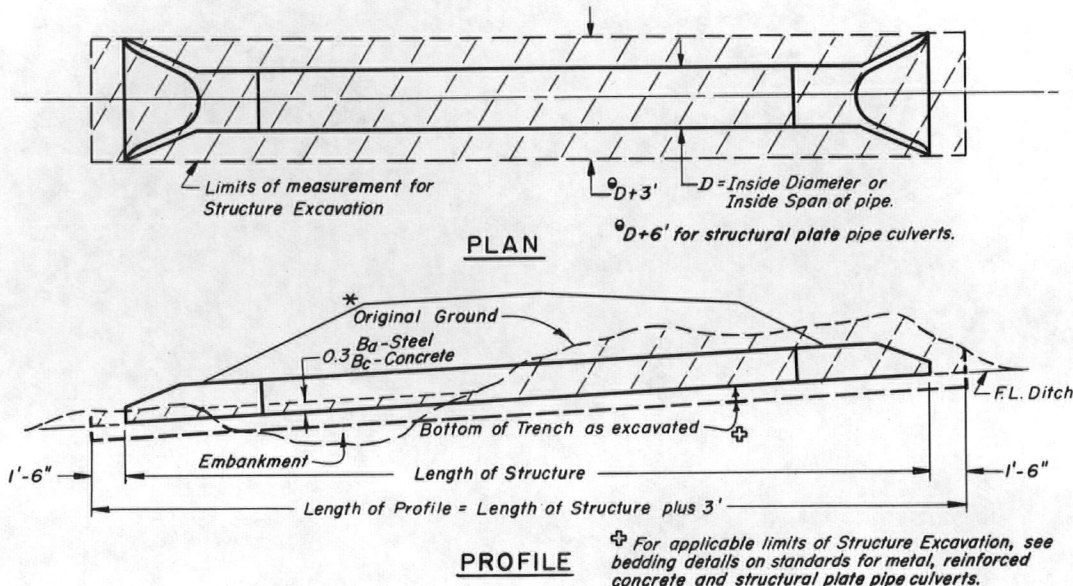 Limits of measurement for
Structure Excavation
ꝊD+3'
D = Inside Diameter or
Inside Span of pipe.
ꝊD+6' for structural plate pipe culverts.
PLAN
*
Original Ground
0.3 Ba-Steel
Bc-Concrete
F.L. Ditch
Bottom of Trench as excavated
✚
Embankment
1'-6"
Length of Structure
1'-6"
Length of Profile = Length of Structure plus 3'
PROFILE
✚ For applicable limits of Structure Excavation, see
bedding details on standards for metal, reinforced
concrete and structural plate pipe culverts.